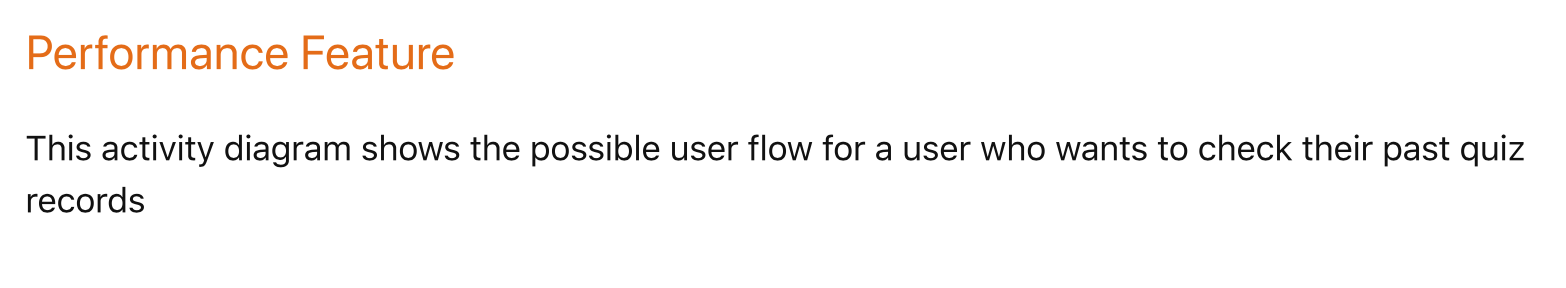 Performance Feature
This activity diagram shows the possible user flow for a user who wants to check their past quiz
records